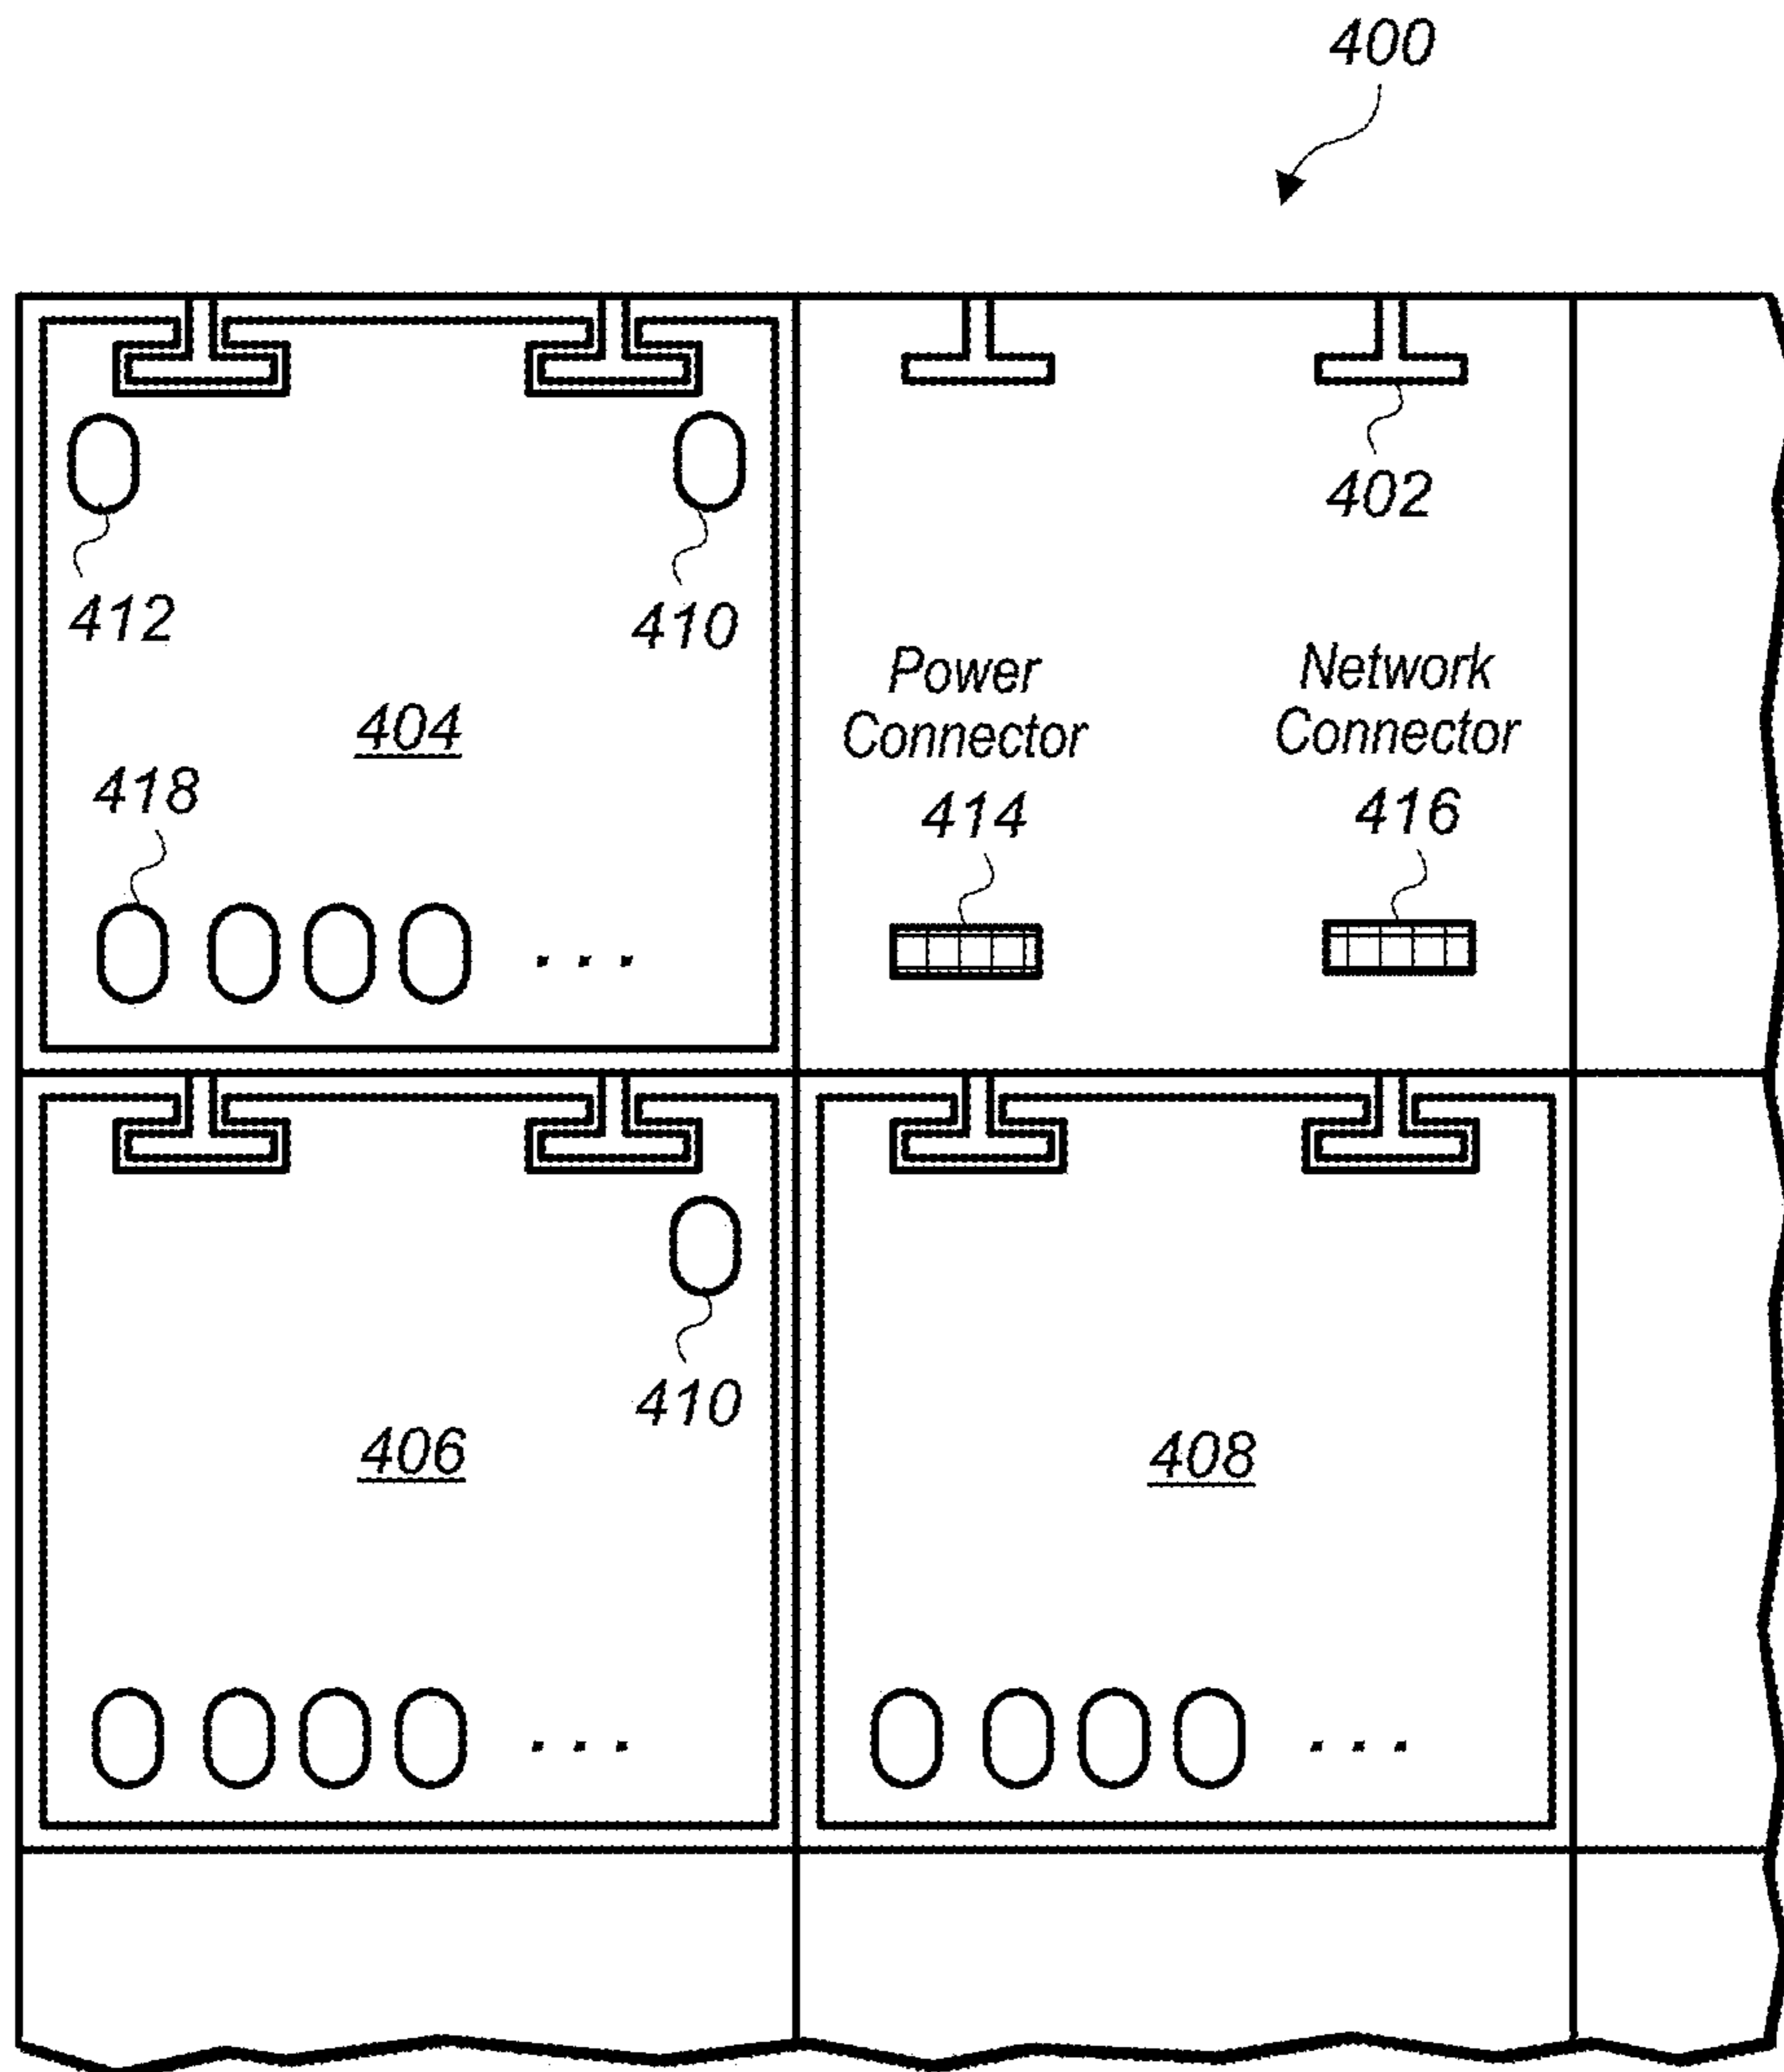 400
402
412
410
Power
Connector
414
Network
Connector
416
404
418
. . .
410
406
408
. . .
. . .